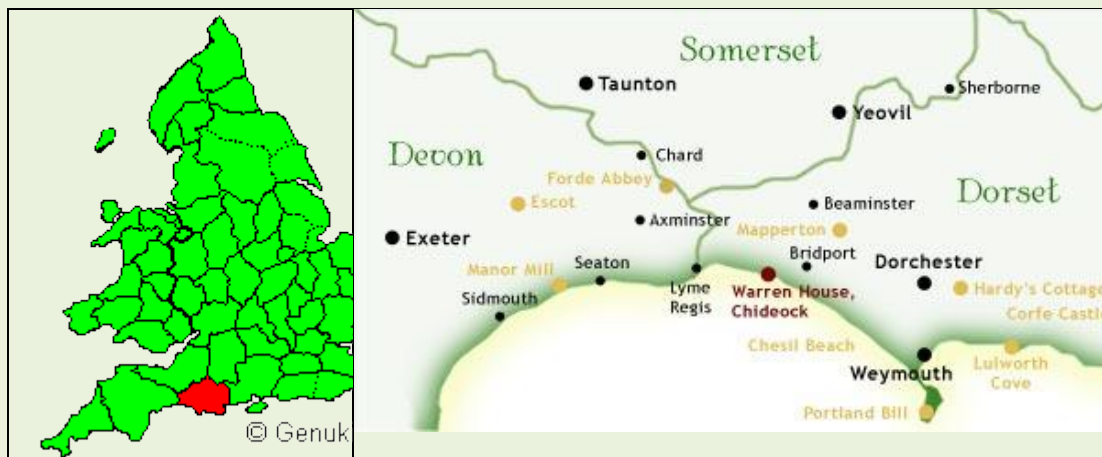 © Genuk
Somerset
Taunton
Sherborne
Yeovil
Devon
Chard
Forde Abbey
Dorset
Escot
Beaminster
Axminster
Mapperton
Exeter
Bridport
Seaton
Dorchester
Manor Mill
Lyme
Regis
Warren House,
Chideock
Hardy's Cottage
Sidmouth
Corfe Castl
Chesil Beach
Weymouth
Lulworth
Cove
Portland Bill